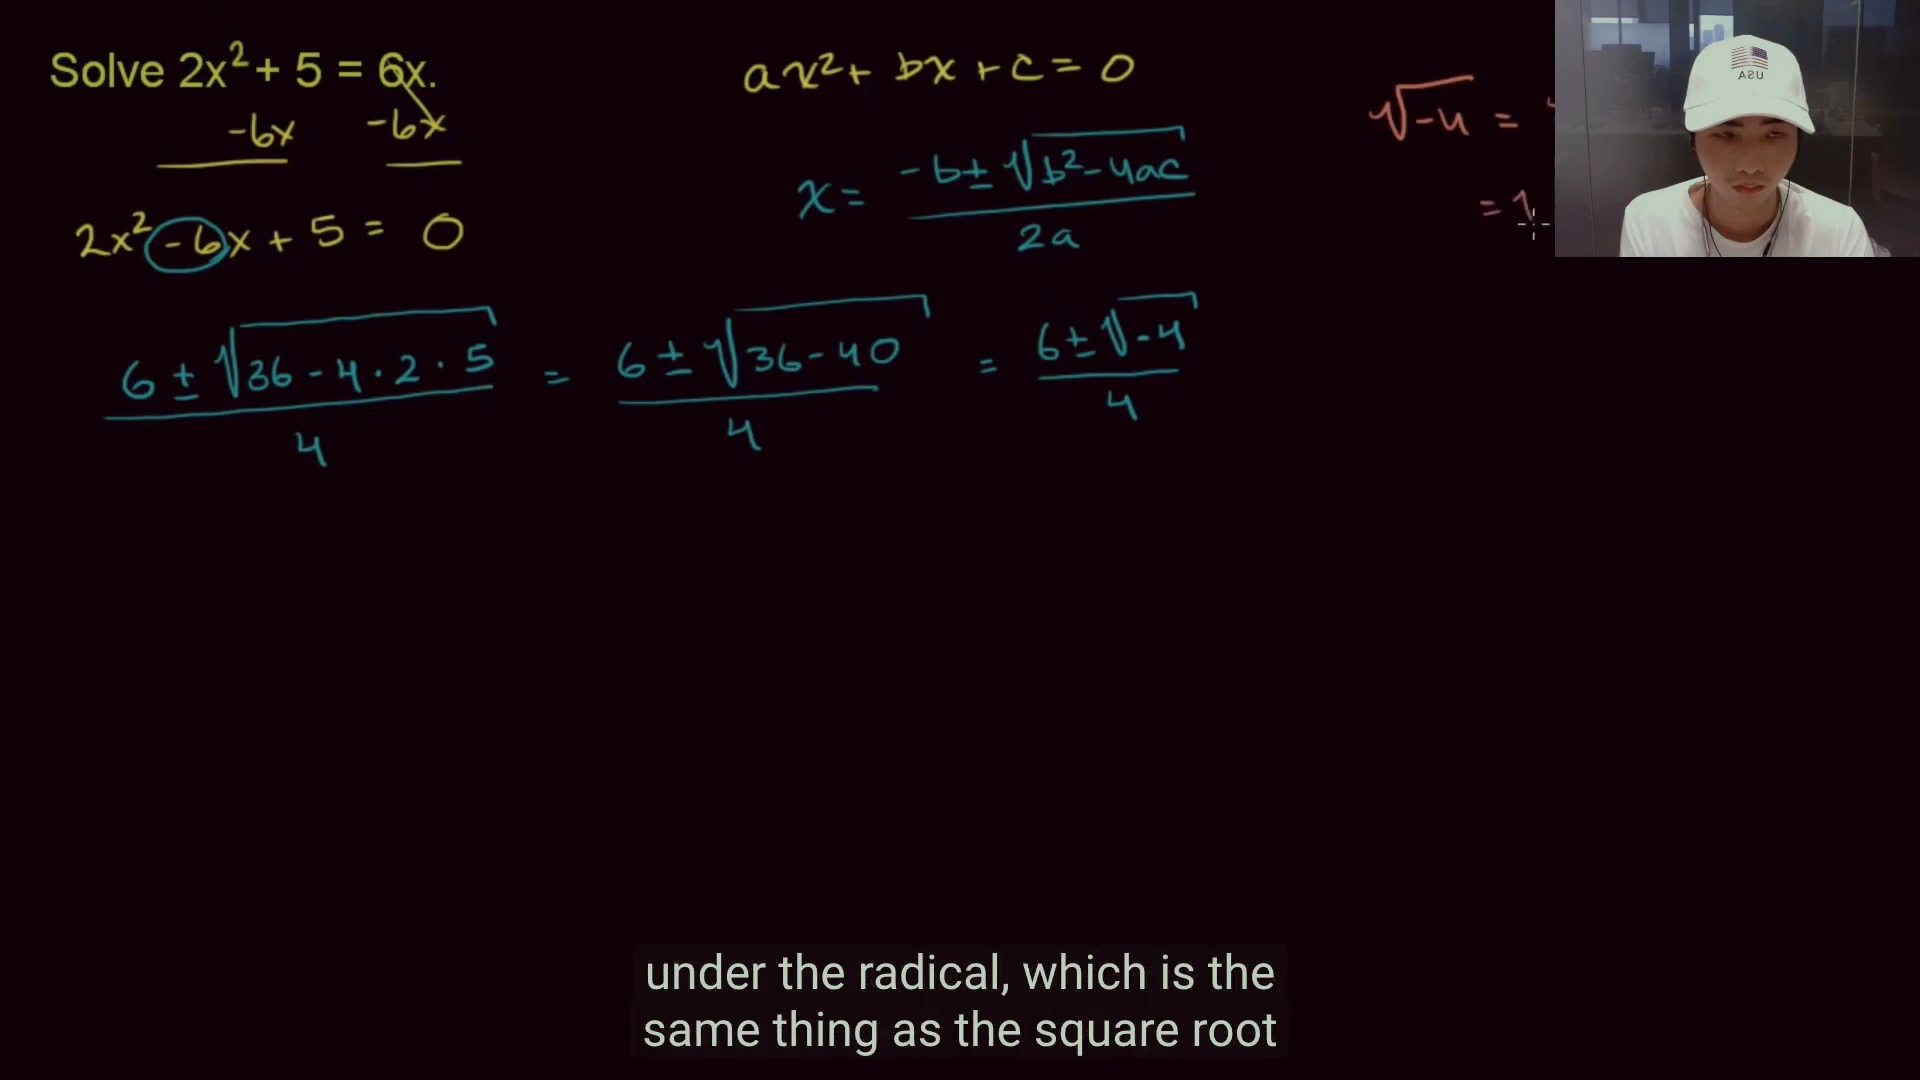 Solve 2x² + 5 = 6x.
-6x -6x
2x² - 6x + 5 = 0
ax² + bx + c = 0
x = (-b ± √(b² - 4ac)) / 2a
√-4 =
= √
(6 ± √(36 - 4 · 2 · 5)) / 4 = (6 ± √(36 - 40)) / 4 = (6 ± √-4) / 4
USA
under the radical, which is the
same thing as the square root